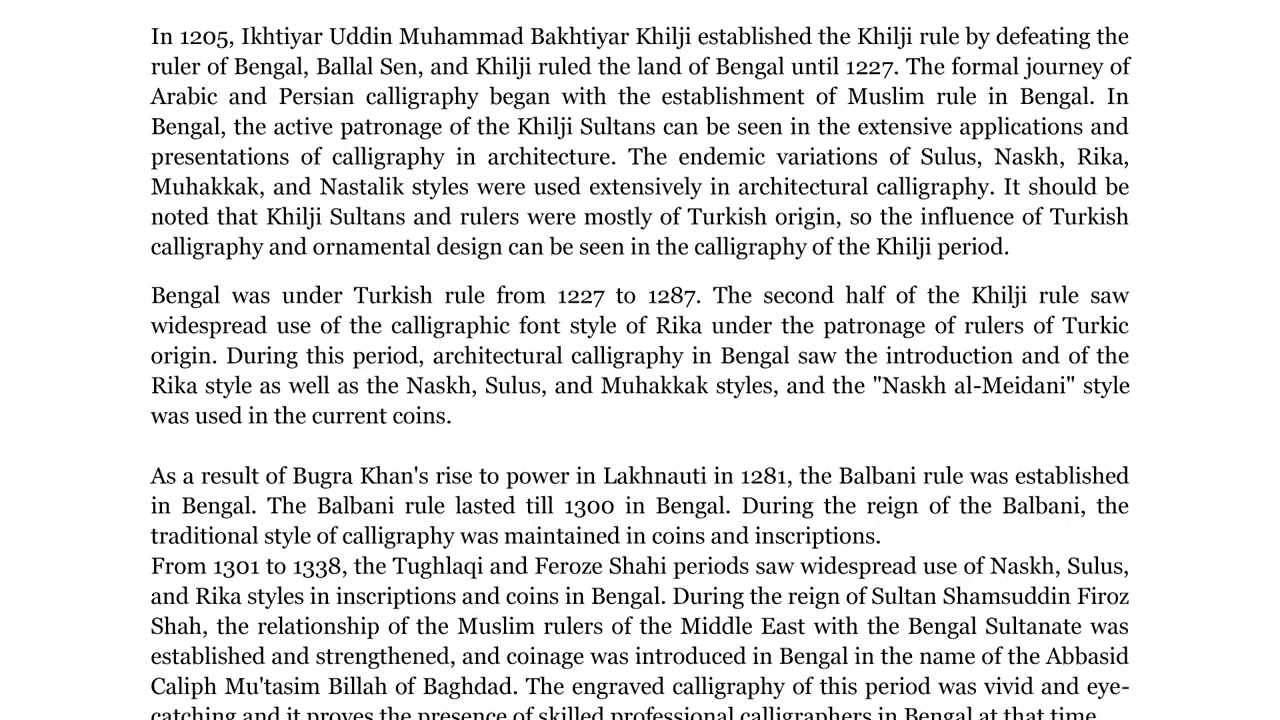 In 1205, Ikhtiyar Uddin Muhammad Bakhtiyar Khilji established the Khilji rule by defeating the
ruler of Bengal, Ballal Sen, and Khilji ruled the land of Bengal until 1227. The formal journey of
Arabic and Persian calligraphy began with the establishment of Muslim rule in Bengal. In
Bengal, the active patronage of the Khilji Sultans can be seen in the extensive applications and
presentations of calligraphy in architecture. The endemic variations of Sulus, Naskh, Rika,
Muhakkak, and Nastalik styles were used extensively in architectural calligraphy. It should be
noted that Khilji Sultans and rulers were mostly of Turkish origin, so the influence of Turkish
calligraphy and ornamental design can be seen in the calligraphy of the Khilji period.
Bengal was under Turkish rule from 1227 to 1287. The second half of the Khilji rule saw
widespread use of the calligraphic font style of Rika under the patronage of rulers of Turkic
origin. During this period, architectural calligraphy in Bengal saw the introduction and of the
Rika style as well as the Naskh, Sulus, and Muhakkak styles, and the "Naskh al-Meidani" style
was used in the current coins.
As a result of Bugra Khan's rise to power in Lakhnauti in 1281, the Balbani rule was established
in Bengal. The Balbani rule lasted till 1300 in Bengal. During the reign of the Balbani, the
traditional style of calligraphy was maintained in coins and inscriptions.
From 1301 to 1338, the Tughlaqi and Feroze Shahi periods saw widespread use of Naskh, Sulus,
and Rika styles in inscriptions and coins in Bengal. During the reign of Sultan Shamsuddin Firoz
Shah, the relationship of the Muslim rulers of the Middle East with the Bengal Sultanate was
established and strengthened, and coinage was introduced in Bengal in the name of the Abbasid
Caliph Mu'tasim Billah of Baghdad. The engraved calligraphy of this period was vivid and eye-
catching and it proves the presence of skilled professional calligraphers in Bengal at that time.